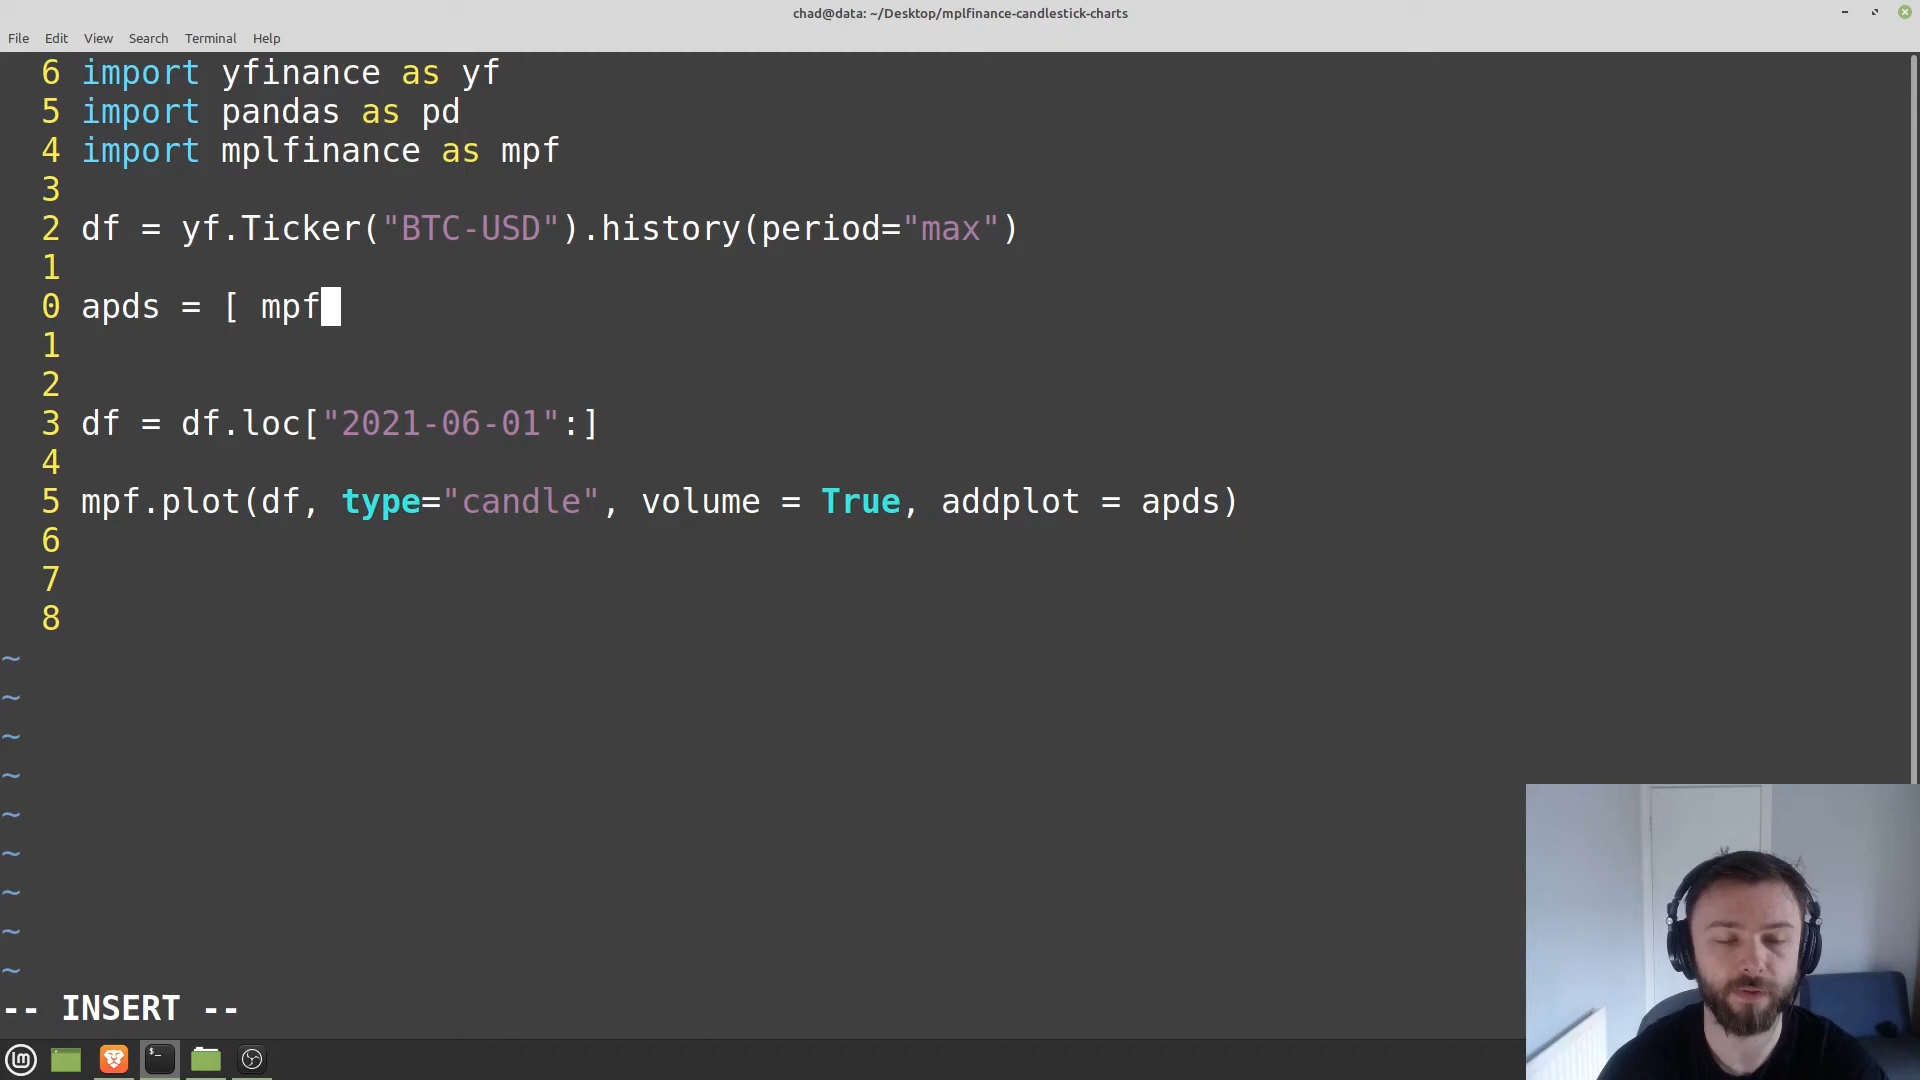 chad@data: ~/Desktop/mplfinance-candlestick-charts
File Edit View Search Terminal Help
6 import yfinance as yf
5 import pandas as pd
4 import mplfinance as mpf
3
2 df = yf.Ticker("BTC-USD").history(period="max")
1
0 apds = [ mpf
1
2
3 df = df.loc["2021-06-01":]
4
5 mpf.plot(df, type="candle", volume = True, addplot = apds)
6
7
8
~
~
~
~
~
~
~
~
~
-- INSERT --